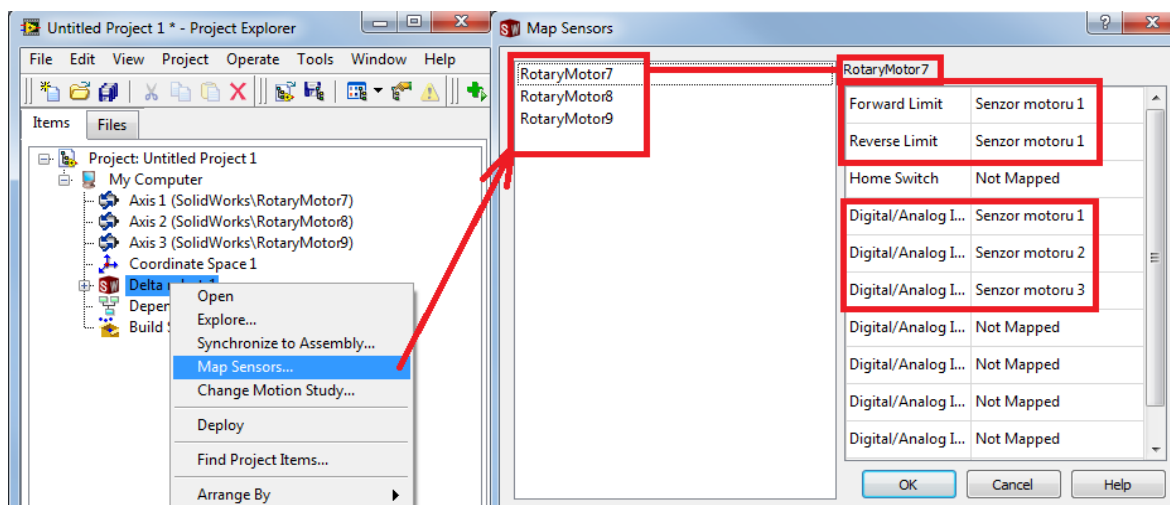 Untitled Project 1 * - Project Explorer
File Edit View Project Operate Tools Window Help
Items Files
Project: Untitled Project 1
My Computer
Axis 1 (SolidWorks\RotaryMotor7)
Axis 2 (SolidWorks\RotaryMotor8)
Axis 3 (SolidWorks\RotaryMotor9)
Coordinate Space 1
Delta
Build
Open
Explore...
Synchronize to Assembly...
Map Sensors...
Change Motion Study...
Deploy
Find Project Items...
Arrange By
Map Sensors
RotaryMotor7
RotaryMotor8
RotaryMotor9
RotaryMotor7
Forward Limit Senzor motoru 1
Reverse Limit Senzor motoru 1
Home Switch Not Mapped
Digital/Analog I... Senzor motoru 1
Digital/Analog I... Senzor motoru 2
Digital/Analog I... Senzor motoru 3
Digital/Analog I... Not Mapped
Digital/Analog I... Not Mapped
Digital/Analog I... Not Mapped
Digital/Analog I... Not Mapped
OK Cancel Help